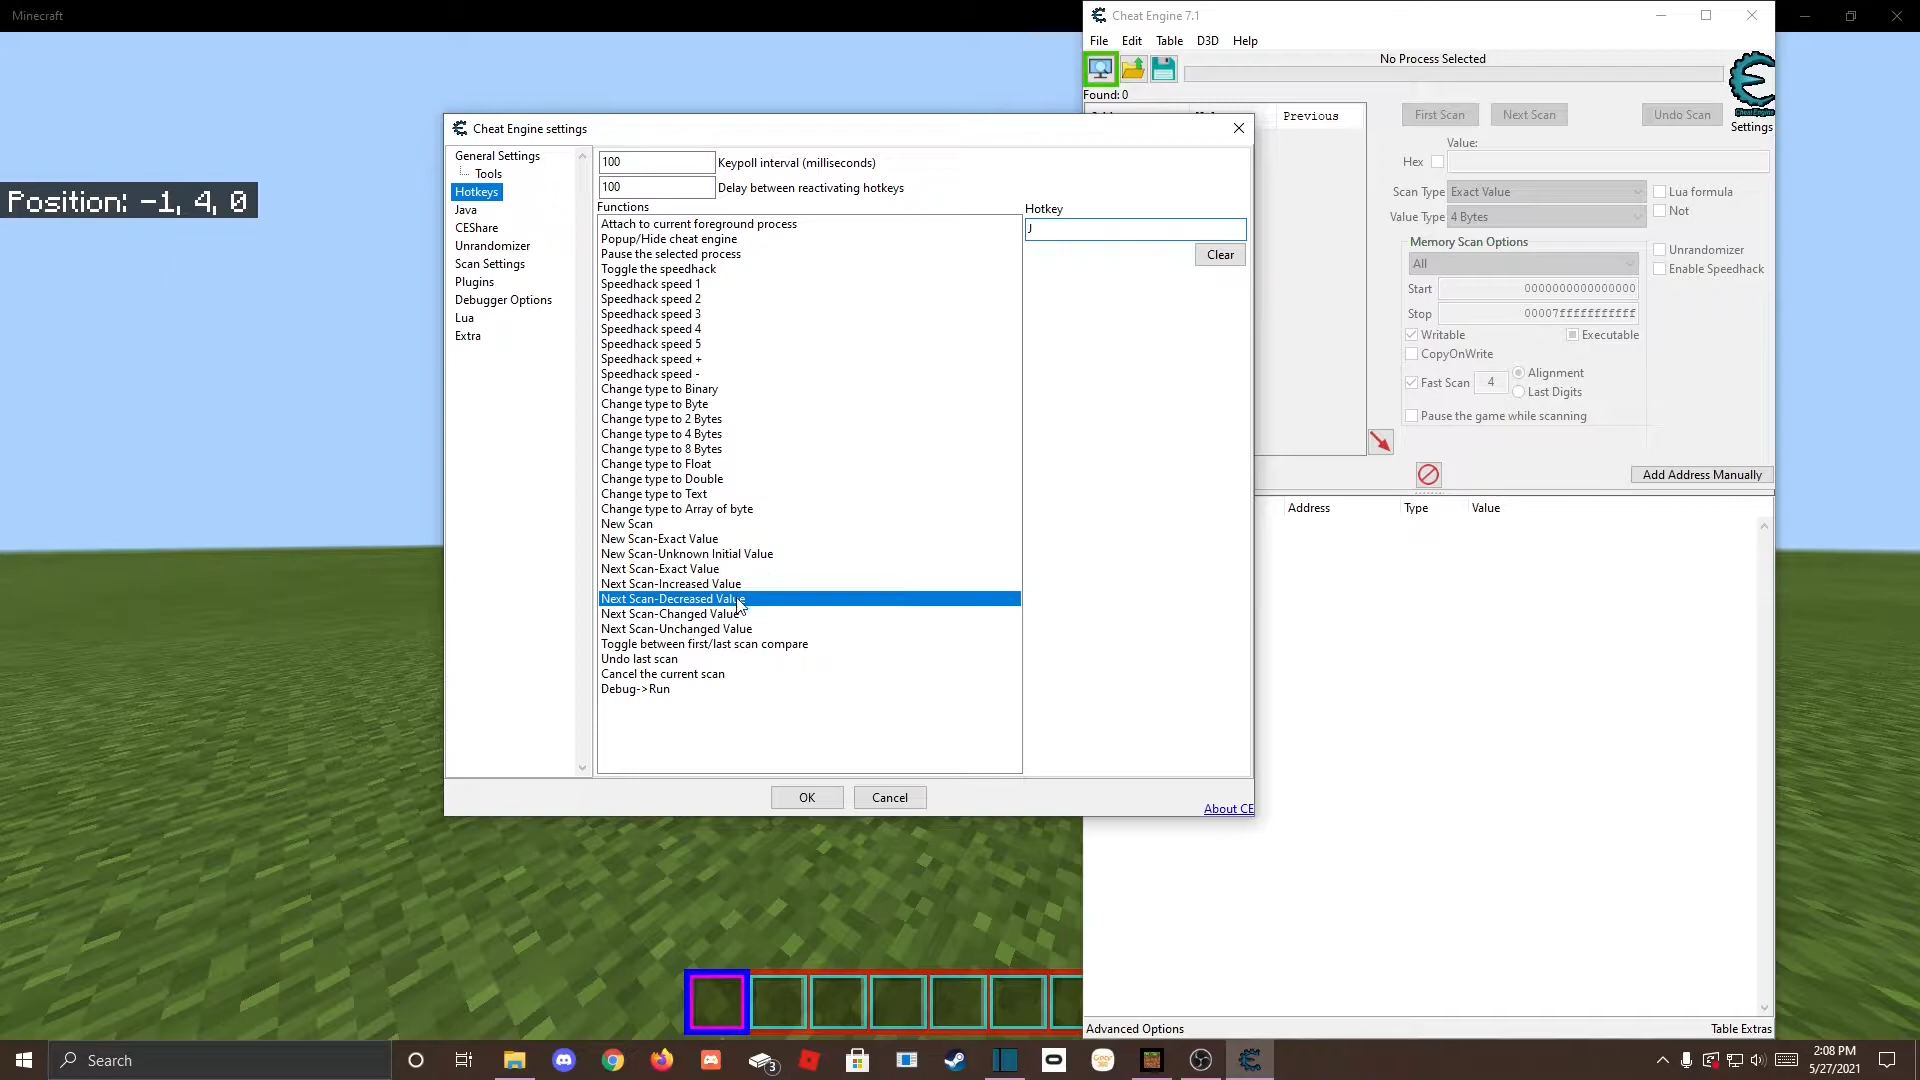 Minecraft
Position: -1, 4, 0
Cheat Engine 7.1
File Edit Table D3D Help
No Process Selected
Found: 0
Previous
First Scan Next Scan Undo Scan
Settings
Value:
Hex
Scan Type Exact Value
Lua formula
Value Type 4 Bytes
Not
Memory Scan Options
All
Unrandomizer
Enable Speedhack
Start 0000000000000000
Stop 00007fffffffffff
Writable Executable
CopyOnWrite
Fast Scan 4 Alignment
Last Digits
Pause the game while scanning
Add Address Manually
Address Type Value
Advanced Options Table Extras
Cheat Engine settings
General Settings
Tools
Hotkeys
Java
CEShare
Unrandomizer
Scan Settings
Plugins
Debugger Options
Lua
Extra
100 Keypoll interval (milliseconds)
100 Delay between reactivating hotkeys
Functions
Attach to current foreground process
Popup/Hide cheat engine
Pause the selected process
Toggle the speedhack
Speedhack speed 1
Speedhack speed 2
Speedhack speed 3
Speedhack speed 4
Speedhack speed 5
Speedhack speed +
Speedhack speed -
Change type to Binary
Change type to Byte
Change type to 2 Bytes
Change type to 4 Bytes
Change type to 8 Bytes
Change type to Float
Change type to Double
Change type to Text
Change type to Array of byte
New Scan
New Scan-Exact Value
New Scan-Unknown Initial Value
Next Scan-Exact Value
Next Scan-Increased Value
Next Scan-Decreased Value
Next Scan-Changed Value
Next Scan-Unchanged Value
Toggle between first/last scan compare
Undo last scan
Cancel the current scan
Debug->Run
Hotkey
J
Clear
OK Cancel
About CE
Search
3
2:08 PM
5/27/2021